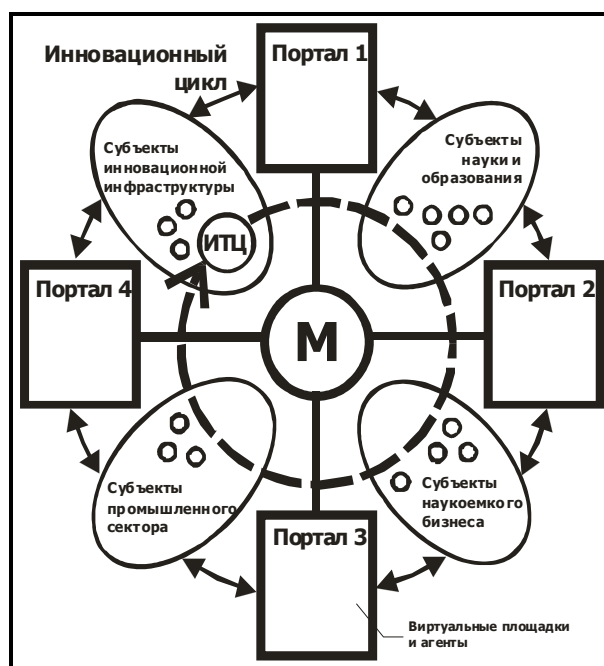 Инновационный
цикл
Портал 1
Субъекты
инновационной
инфраструктуры
Субъекты
науки и
образования
ИТЦ
Портал 4
Портал 2
М
Субъекты
промышленного
сектора
Субъекты
наукоемкого
бизнеса
Портал 3
Виртуальные площадки
и агенты